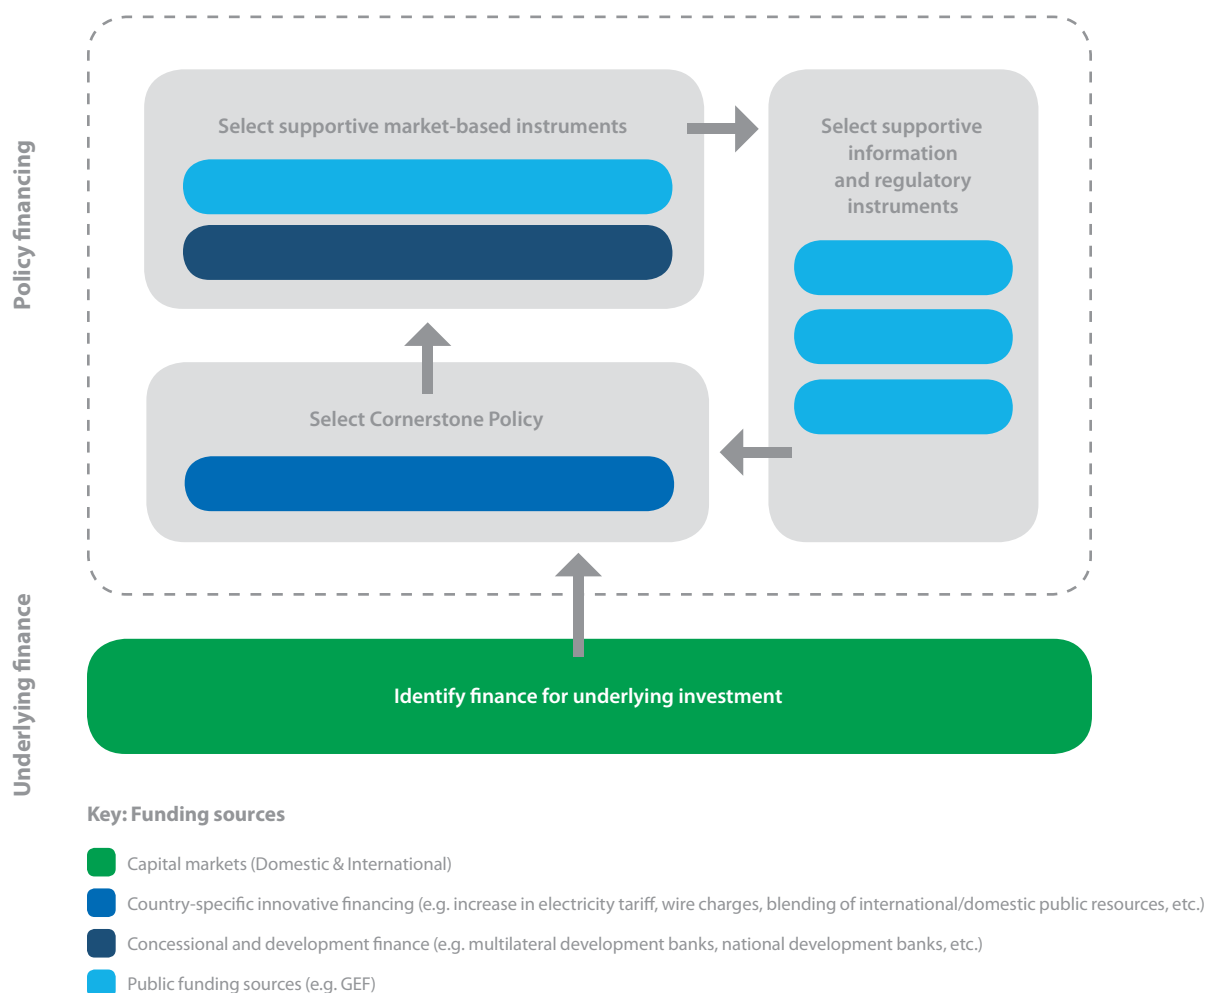 Policy financing
Select supportive market-based instruments
Select supportive
information
and regulatory
instruments
Select Cornerstone Policy
Underlying finance
Identify finance for underlying investment
Key: Funding sources
Capital markets (Domestic & International)
Country-specific innovative financing (e.g. increase in electricity tariff, wire charges, blending of international/domestic public resources, etc.)
Concessional and development finance (e.g. multilateral development banks, national development banks, etc.)
Public funding sources (e.g. GEF)